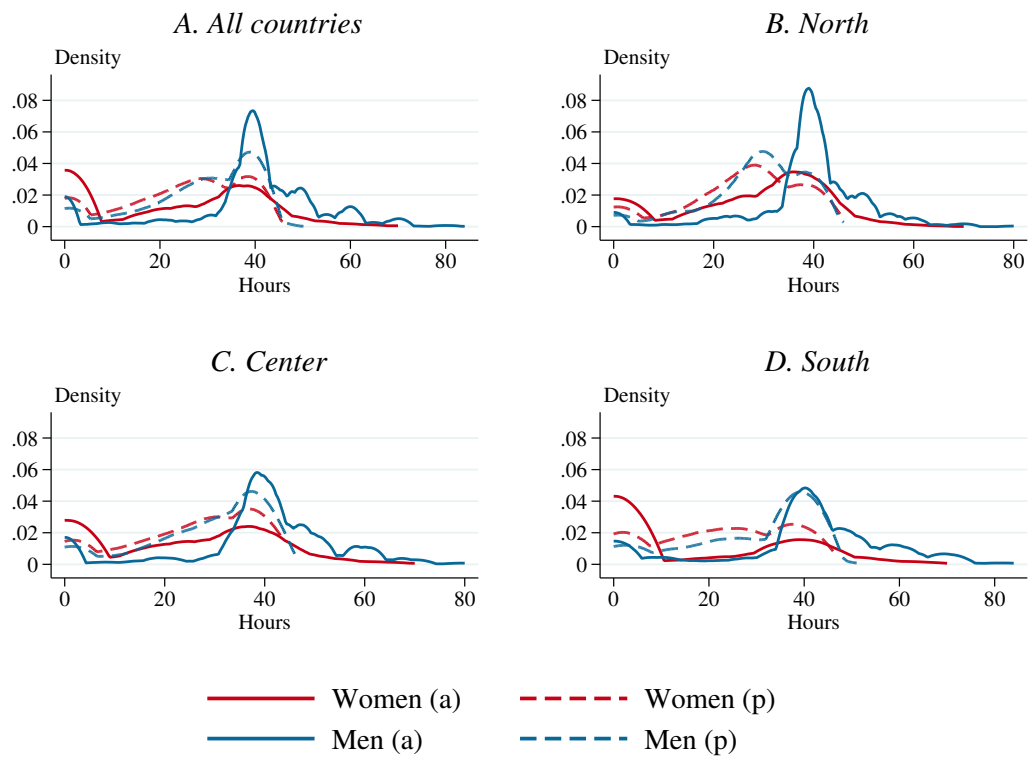 A. All countries
Density
.08
.06
.04
.02
0
0 20 40 60 80
Hours
B. North
Density
.08
.06
.04
.02
0
0 20 40 60 80
Hours
C. Center
Density
.08
.06
.04
.02
0
0 20 40 60 80
Hours
D. South
Density
.08
.06
.04
.02
0
0 20 40 60 80
Hours
Women (a) Women (p)
Men (a) Men (p)